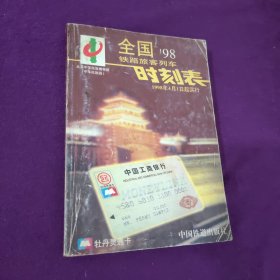 全国 '98
铁路旅客列车
时刻表
1998年4月1日起实行
中国工商银行
MONEYLINK
牡丹灵通卡
中国铁道出版社